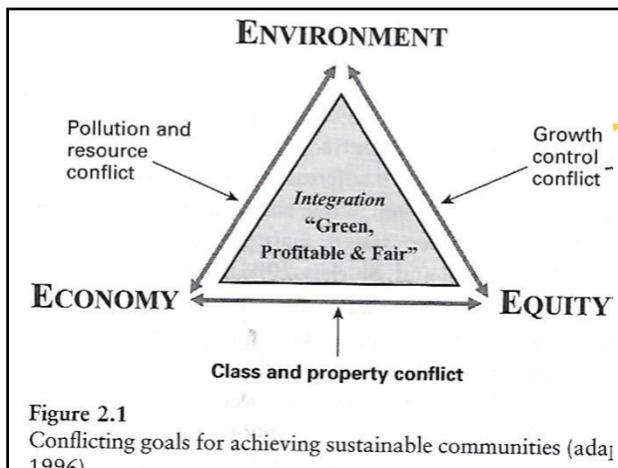 ENVIRONMENT
Pollution and
resource
conflict
Growth
control
conflict
Integration
“Green,
Profitable & Fair”
ECONOMY
EQUITY
Class and property conflict
Figure 2.1
Conflicting goals for achieving sustainable communities
1996)